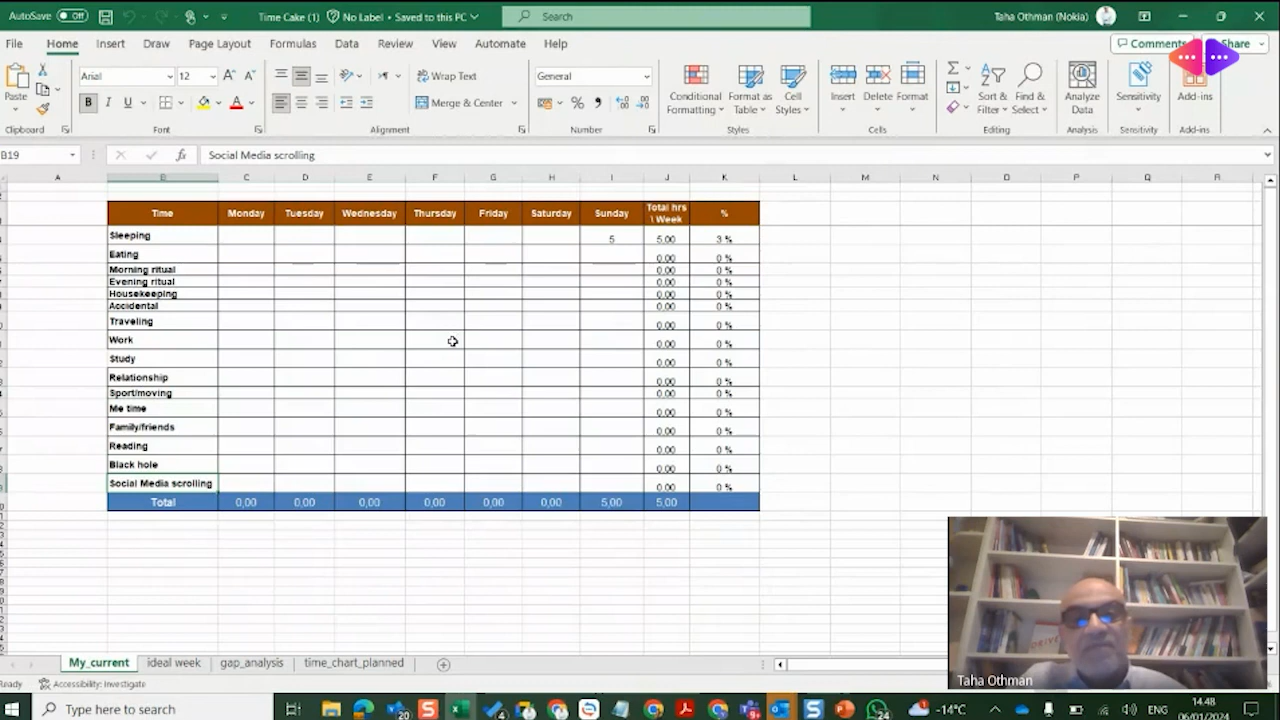 AutoSave Off Time Cake (1) No Label • Saved to this PC Search Taha Othman (Nokia)
File Home Insert Draw Page Layout Formulas Data Review View Automate Help Comments Share
Paste Arial 12 Wrap Text General Conditional Formatting Format as Table Cell Styles Insert Delete Format Sort & Filter Find & Select Analyze Data Sensitivity Add-ins
B I U Merge & Center
Clipboard Font Alignment Number Styles Cells Editing Analysis Sensitivity Add-ins
B19 fx Social Media scrolling
A B C D E F G H I J K L M N O P Q R
Time Monday Tuesday Wednesday Thursday Friday Saturday Sunday Total hrs \ Week %
Sleeping 5 5.00 3 %
Eating 0.00 0 %
Morning ritual 0.00 0 %
Evening ritual 0.00 0 %
Housekeeping 0.00 0 %
Accidental 0.00 0 %
Traveling 0.00 0 %
Work 0.00 0 %
Study 0.00 0 %
Relationship 0.00 0 %
Sport/moving 0.00 0 %
Me time 0.00 0 %
Family/friends 0.00 0 %
Reading 0.00 0 %
Black hole 0.00 0 %
Social Media scrolling 0.00 0 %
Total 0,00 0,00 0,00 0,00 0,00 0,00 5,00 5,00
Taha Othman
My_current ideal week gap_analysis time_chart_planned
Ready Accessibility: Investigate
Type here to search 20 24 -14°C ENG 14.48
06/01/2024